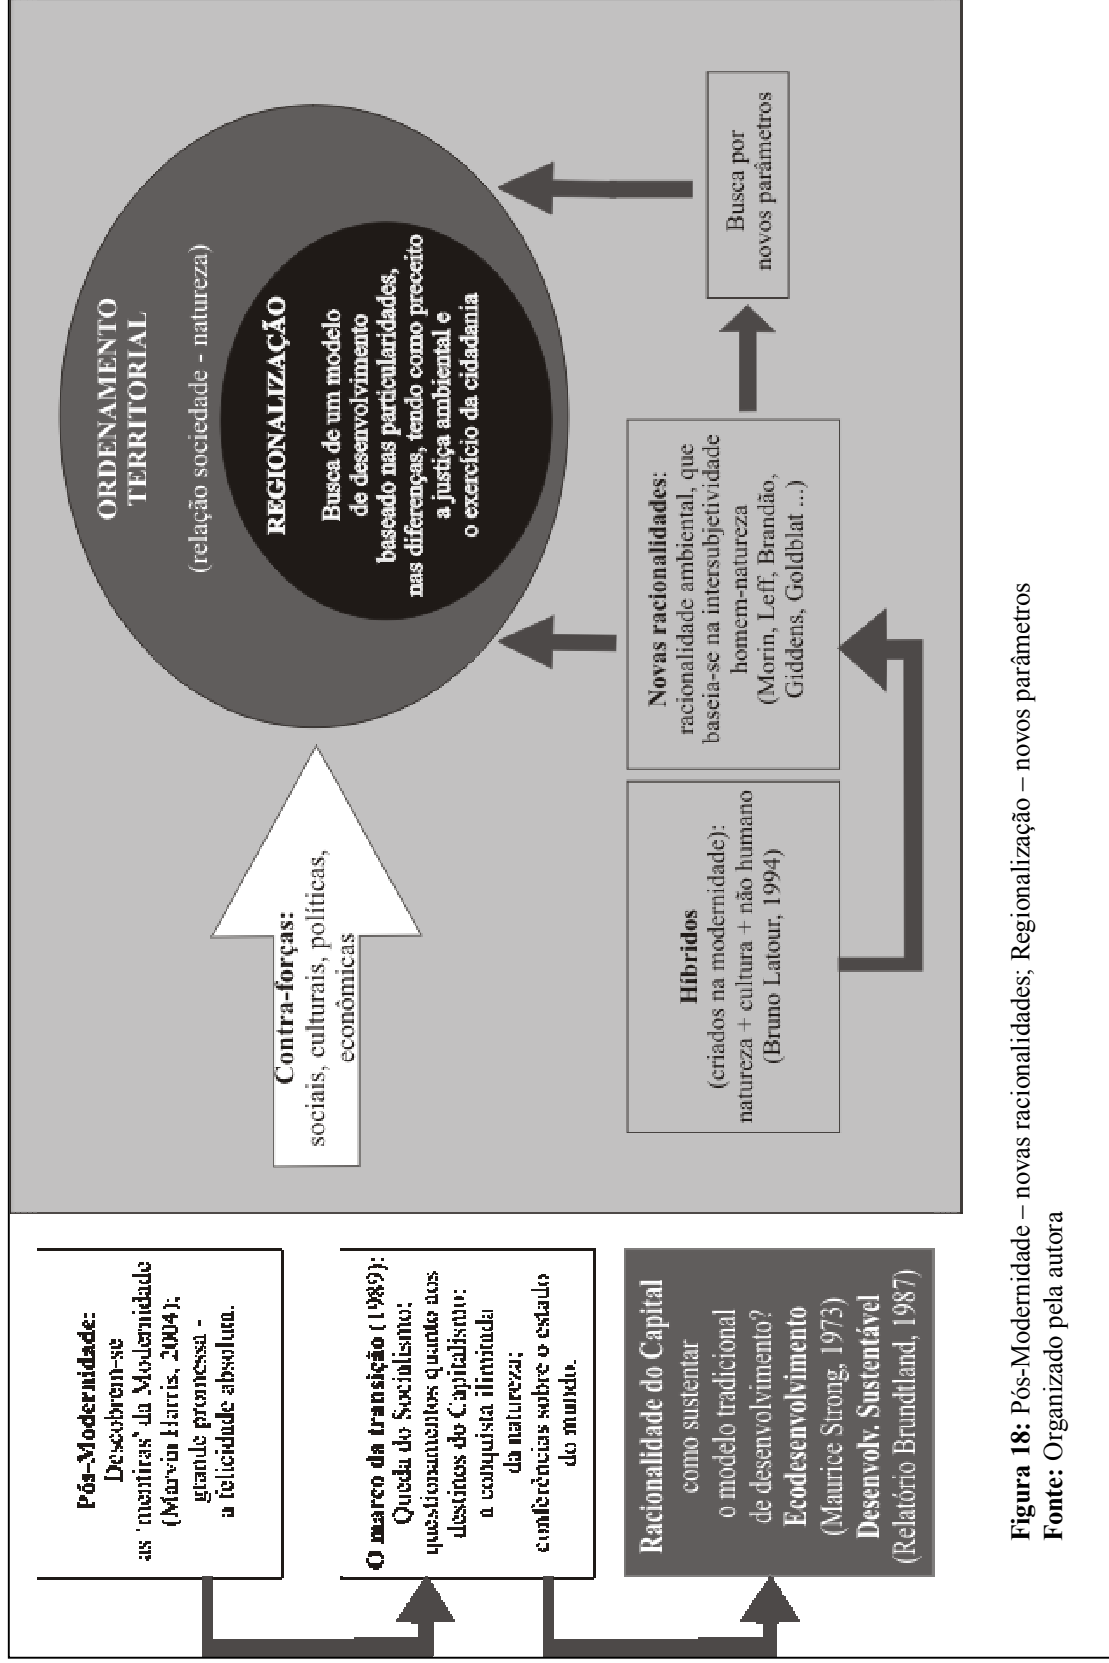 Pós-Modernidade:
Descobrem-se
as 'mentiras' da Modernidade
(Marvin Harris, 2004);
grande promessa -
a felicidade absoluta.
O marco da transição (1989):
Queda do Socialismo;
questionamentos quanto aos
destinos do Capitalismo;
a conquista ilimitada
da natureza;
conferências sobre o estado
do mundo.
Racionalidade do Capital
como sustentar
o modelo tradicional
de desenvolvimento?
Ecodesenvolvimento
(Maurice Strong, 1973)
Desenvolv. Sustentável
(Relatório Brundtland, 1987)
Contra-forças:
sociais, culturais, políticas,
econômicas
ORDENAMENTO
TERRITORIAL
(relação sociedade - natureza)
REGIONALIZAÇÃO
Busca de um modelo
de desenvolvimento
baseado nas particularidades,
nas diferenças, tendo como preceito
a justiça ambiental e
o exercício da cidadania
Híbridos
(criados na modernidade):
natureza + cultura + não humano
(Bruno Latour, 1994)
Novas racionalidades:
racionalidade ambiental, que
baseia-se na intersubjetividade
homem-natureza
(Morin, Leff, Brandão,
Giddens, Goldblat ...)
Busca por
novos parâmetros
Figura 18: Pós-Modernidade – novas racionalidades; Regionalização – novos parâmetros
Fonte: Organizado pela autora